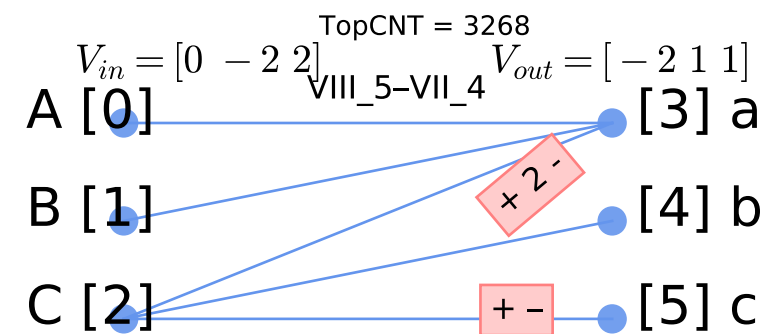 TopCNT = 3268
V_in = [0 − 2 2] V_out = [ − 2 1 1]
VIII_5–VII_4
A [0] [3] a
+ 2 -
B [1] [4] b
C [2] + − [5] c